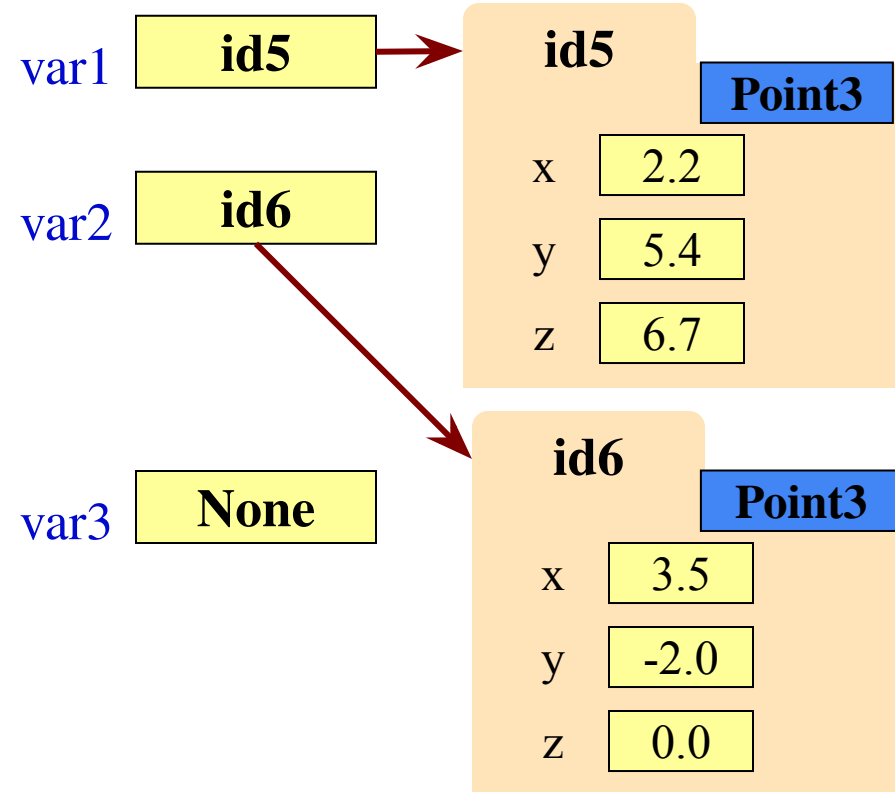 var1 id5
id5
Point3
x 2.2
y 5.4
z 6.7
var2 id6
id6
Point3
x 3.5
y -2.0
z 0.0
var3 None